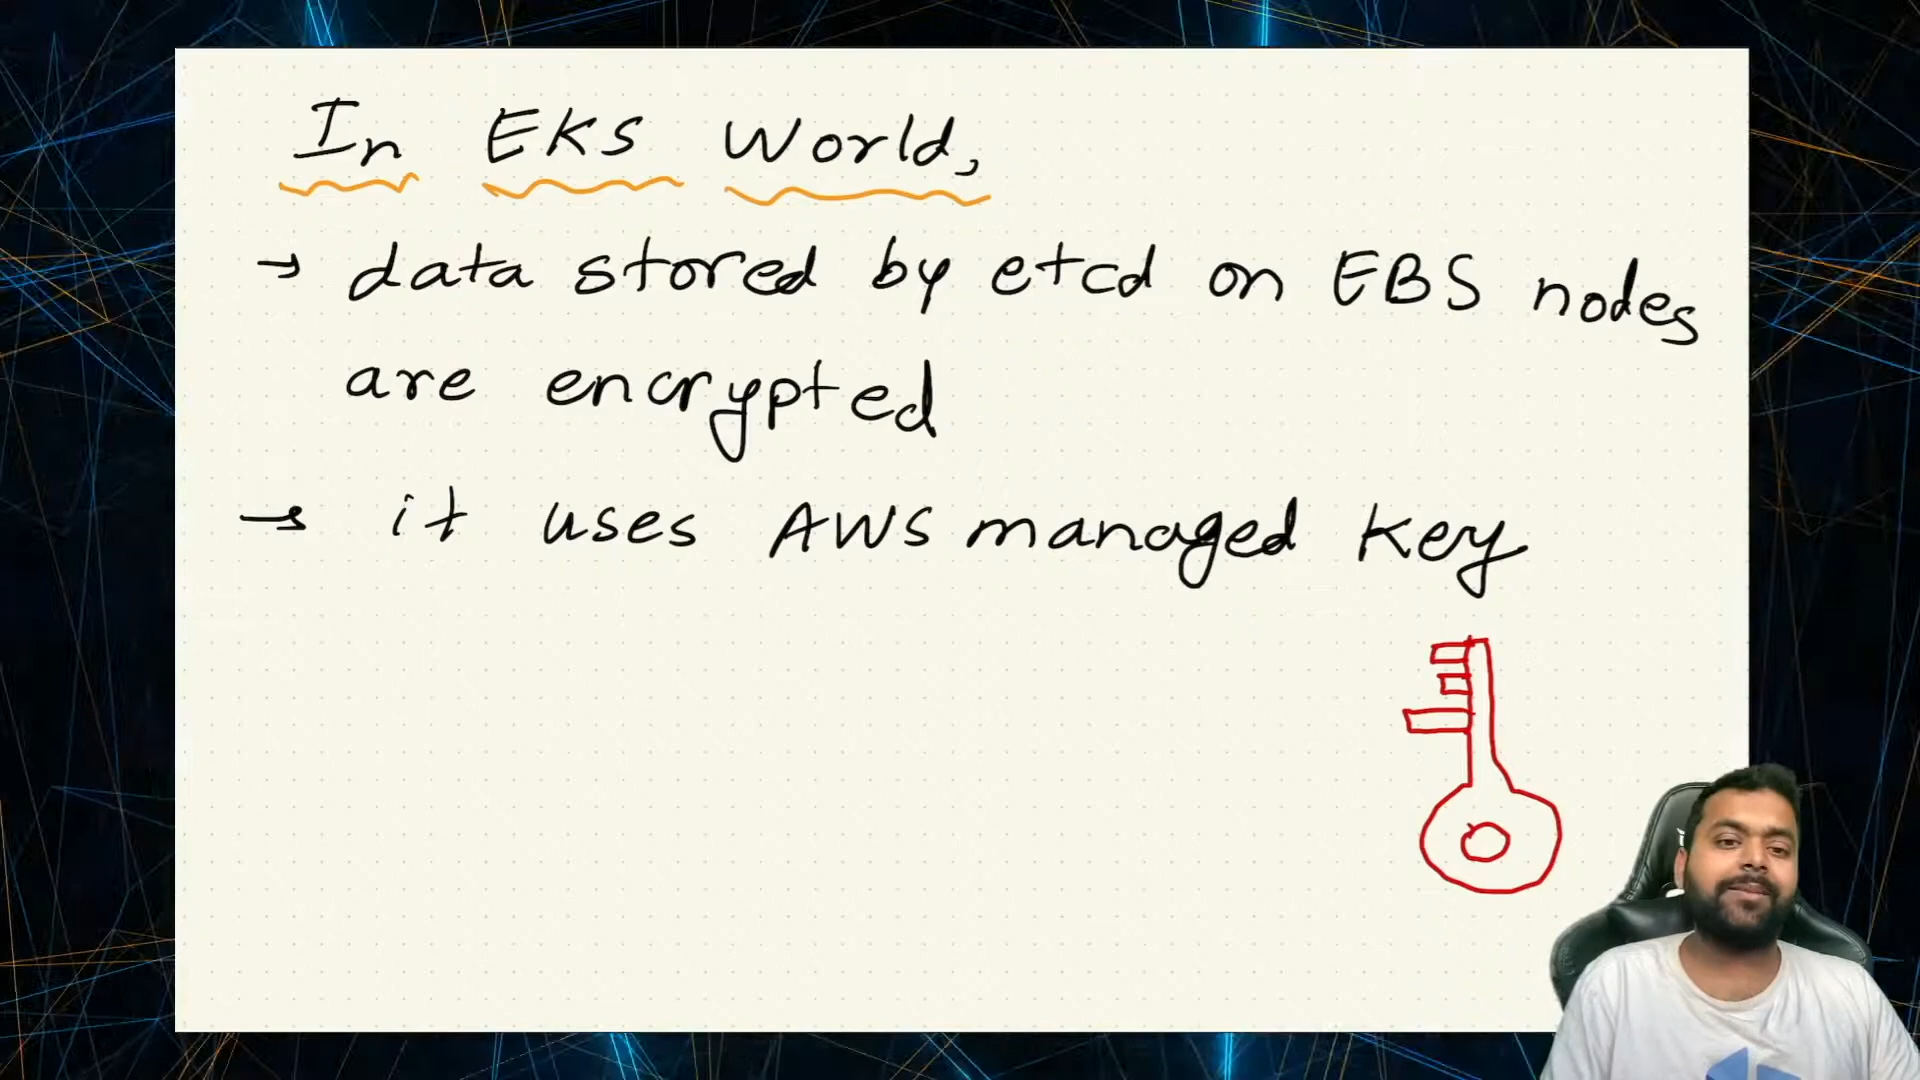 In EKS World,
→ data stored by etcd on EBS nodes
are encrypted
→ it uses AWS managed key